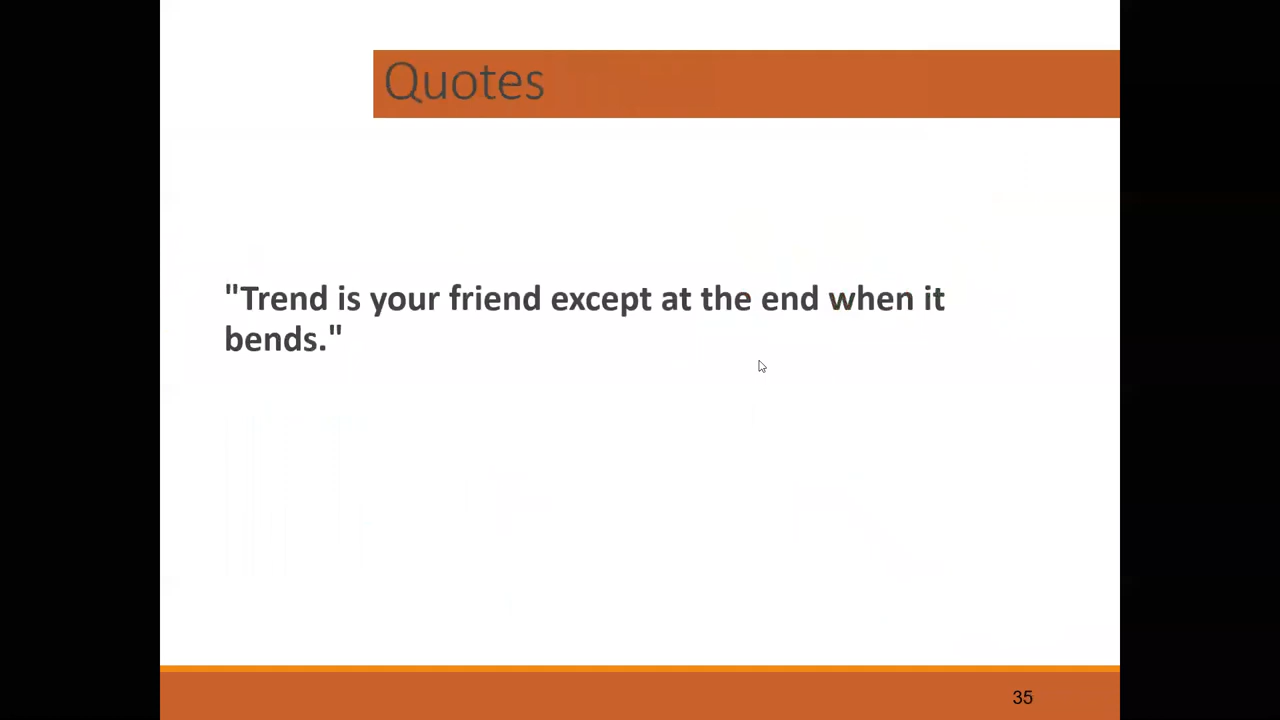 Quotes
"Trend is your friend except at the end when it
bends."
35